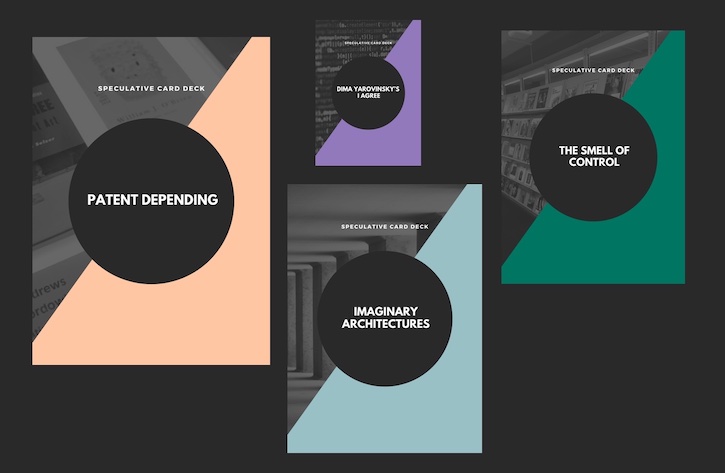 SPECULATIVE CARD DECK
PATENT DEPENDING
SPECULATIVE CARD DECK
DIMA YAROVINSKY'S
I AGREE
SPECULATIVE CARD DECK
IMAGINARY
ARCHITECTURES
SPECULATIVE CARD DECK
THE SMELL OF
CONTROL